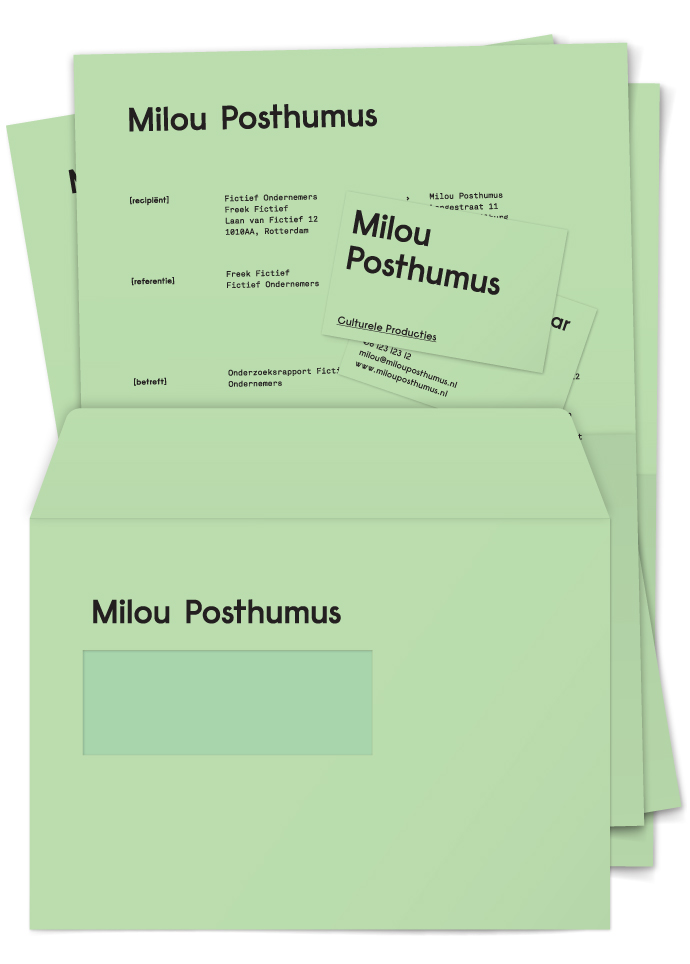 Milou Posthumus
[recipiënt]
Fictief Ondernemers
Freek Fictief
Laan van Fictief 12
1010AA, Rotterdam
Milou Posthumus
11
[referentie]
Freek Fictief
Fictief Ondernemers
[betreft]
Onderzoeksrapport
Ondernemers
Milou
Posthumus
Culturele Producties
06 123 123 12
milou@milouposthumus.nl
www.milouposthumus.nl
Milou Posthumus